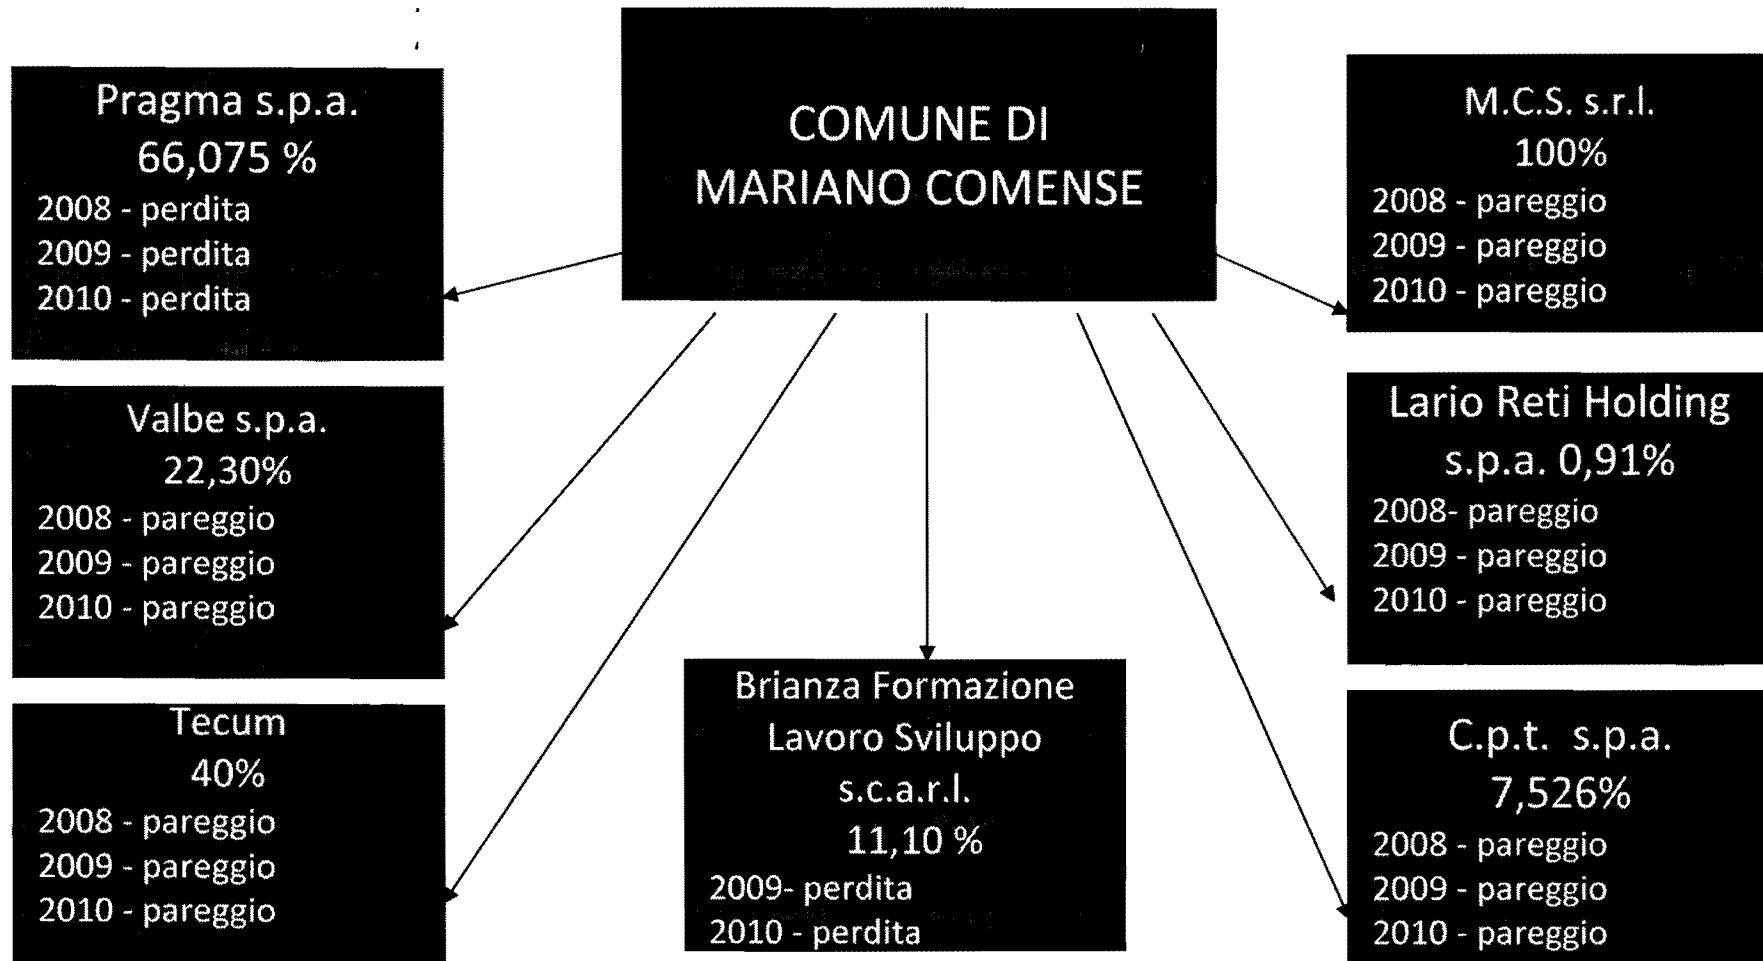 COMUNE DI
MARIANO COMENSE
Pragma s.p.a.
66,075 %
2008 - perdita
2009 - perdita
2010 - perdita
Valbe s.p.a.
22,30%
2008 - pareggio
2009 - pareggio
2010 - pareggio
Tecum
40%
2008 - pareggio
2009 - pareggio
2010 - pareggio
Brianza Formazione
Lavoro Sviluppo
s.c.a.r.l.
11,10 %
2009- perdita
2010 - perdita
M.C.S. s.r.l.
100%
2008 - pareggio
2009 - pareggio
2010 - pareggio
Lario Reti Holding
s.p.a. 0,91%
2008- pareggio
2009 - pareggio
2010 - pareggio
C.p.t. s.p.a.
7,526%
2008 - pareggio
2009 - pareggio
2010 - pareggio